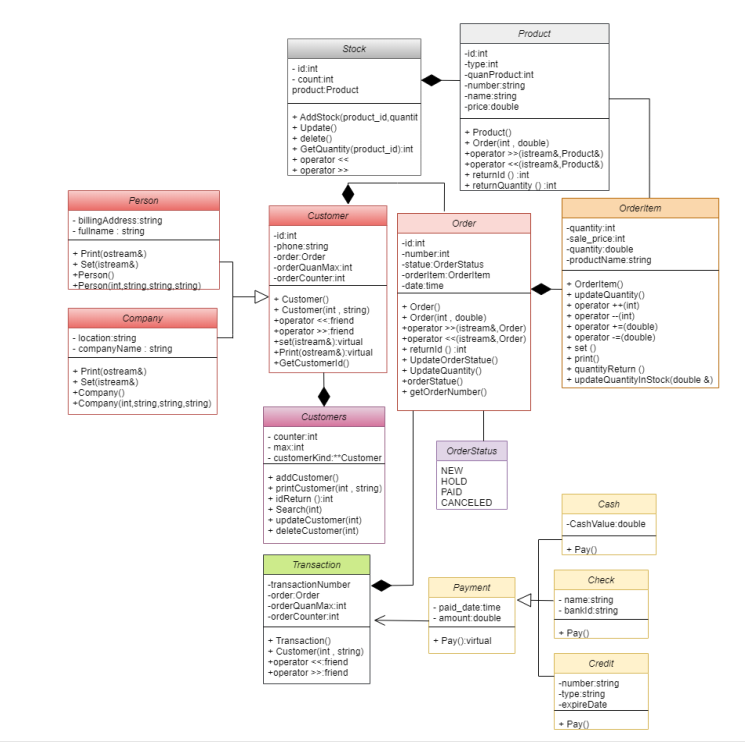 Stock
- id:int
- count:int
product:Product
+ AddStock(product_id,quantit
+ Update()
+ delete()
+ GetQuantity(product_id):int
+ operator <<
+ operator >>
Product
-id:int
-type:int
-quanProduct:int
-number:string
-name:string
-price:double
+ Product()
+ Order(int , double)
+operator >>(istream&,Product&)
+operator <<(istream&,Product&)
+ returnId () :int
+ returnQuantity () :int
Person
- billingAddress:string
- fullname : string
+ Print(ostream&)
+ Set(istream&)
+Person()
+Person(int,string,string,string)
Customer
-id:int
-phone:string
-order:Order
-orderQuanMax:int
-orderCounter:int
+ Customer()
+ Customer(int , string)
+operator <<:friend
+operator >>:friend
+set(istream&):virtual
+Print(ostream&):virtual
+GetCustomerId()
Order
-id:int
-number:int
-statue:OrderStatus
-orderItem:OrderItem
-date:time
+ Order()
+ Order(int , double)
+operator >>(istream&,Order)
+operator <<(istream&,Order)
+ returnId () :int
+ UpdateOrderStatue()
+ UpdateQuantity()
+orderStatue()
+ getOrderNumber()
OrderItem
-quantity:int
-sale_price:int
-quantity:double
-productName:string
+ OrderItem()
+ updateQuantity()
+ operator ++(int)
+ operator --(int)
+ operator +=(double)
+ operator -=(double)
+ set ()
+ print()
+ quantityReturn ()
+ updateQuantityInStock(double &)
Company
- location:string
- companyName : string
+ Print(ostream&)
+ Set(istream&)
+Company()
+Company(int,string,string,string)
Customers
- counter:int
- max:int
- customerKind:**Customer
+ addCustomer()
+ printCustomer(int , string)
+ idReturn ():int
+ Search(int)
+ updateCustomer(int)
+ deleteCustomer(int)
OrderStatus
NEW
HOLD
PAID
CANCELED
Transaction
-transactionNumber
-order:Order
-orderQuanMax:int
-orderCounter:int
+ Transaction()
+ Customer(int , string)
+operator <<:friend
+operator >>:friend
Payment
- paid_date:time
- amount:double
+ Pay():virtual
Cash
-CashValue:double
+ Pay()
Check
- name:string
- bankId:string
+ Pay()
Credit
-number:string
-type:string
-expireDate
+ Pay()